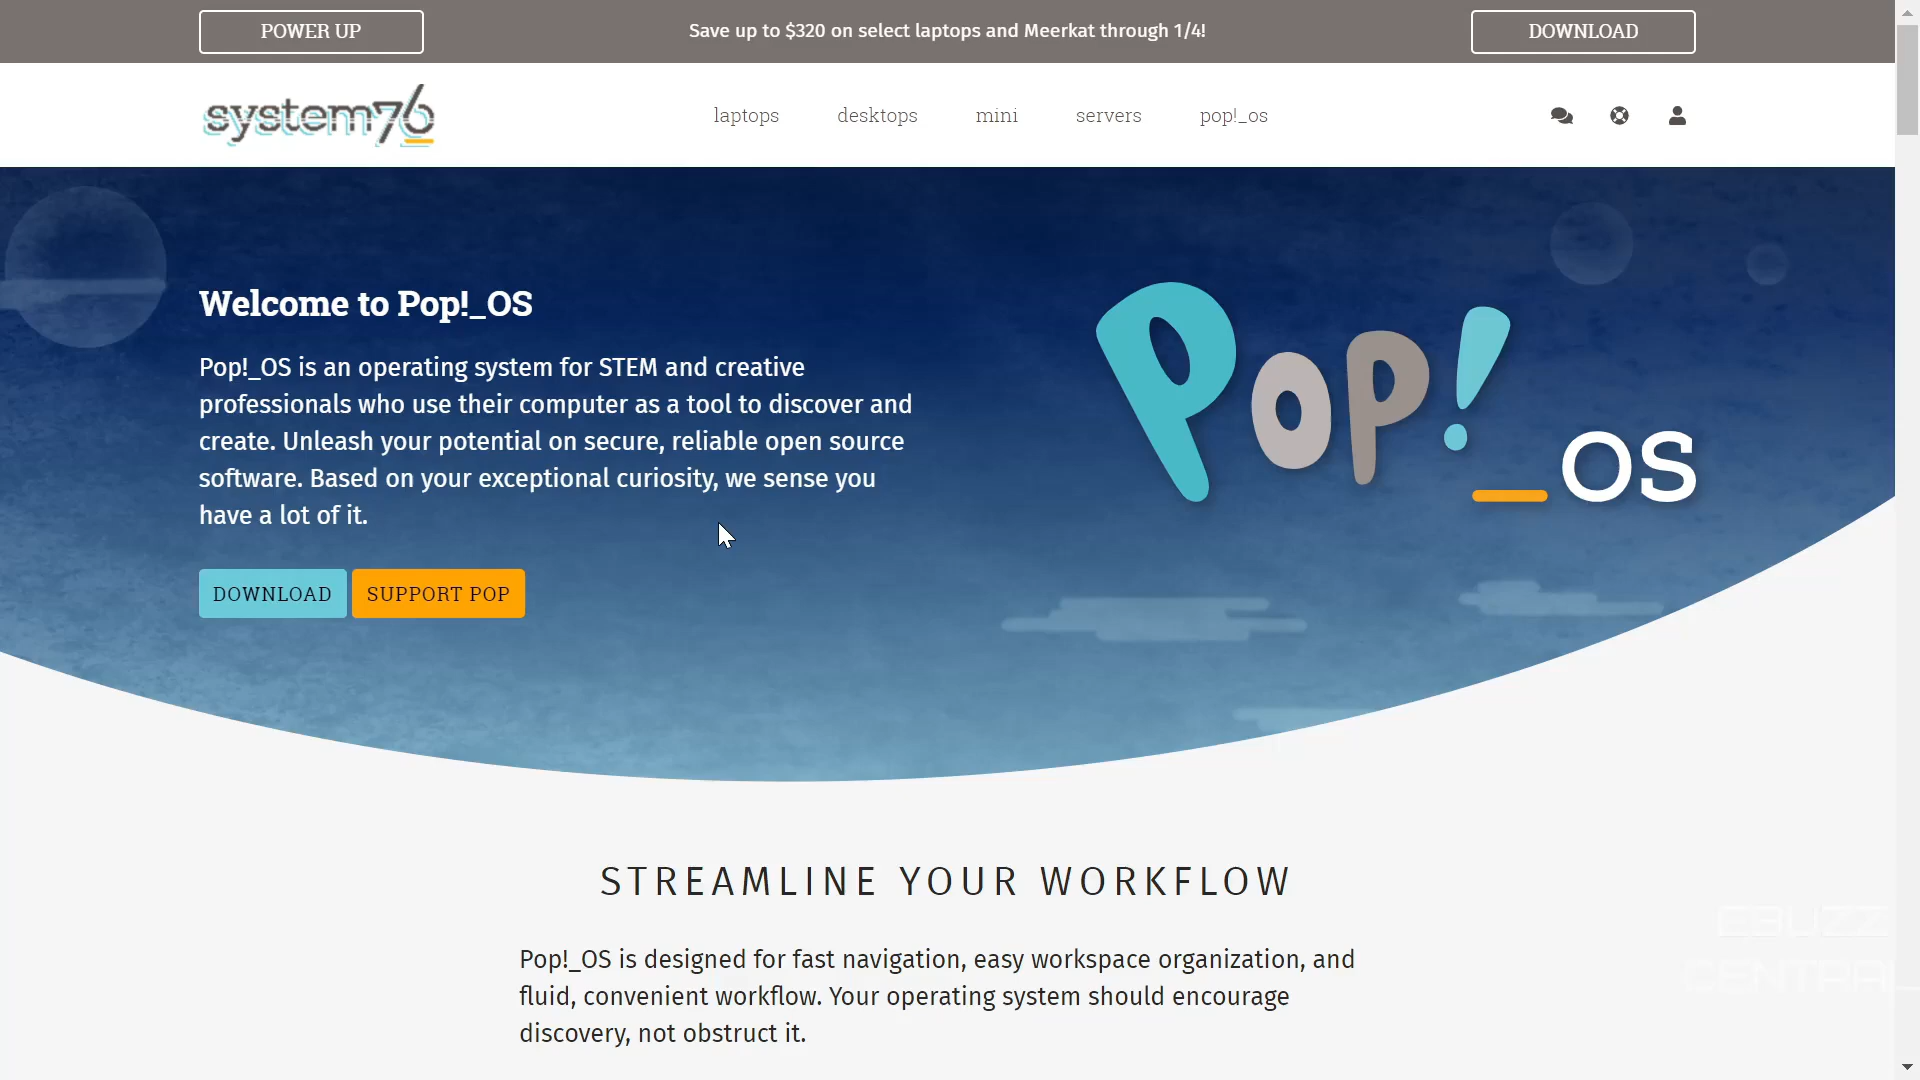 POWER UP
Save up to $320 on select laptops and Meerkat through 1/4!
DOWNLOAD
system76
laptops
desktops
mini
servers
pop!_os
Welcome to Pop!_OS
Pop!_OS is an operating system for STEM and creative
professionals who use their computer as a tool to discover and
create. Unleash your potential on secure, reliable open source
software. Based on your exceptional curiosity, we sense you
have a lot of it.
DOWNLOAD
SUPPORT POP
Pop!_OS
STREAMLINE YOUR WORKFLOW
Pop!_OS is designed for fast navigation, easy workspace organization, and
fluid, convenient workflow. Your operating system should encourage
discovery, not obstruct it.
EBUZZ
CENTRAL